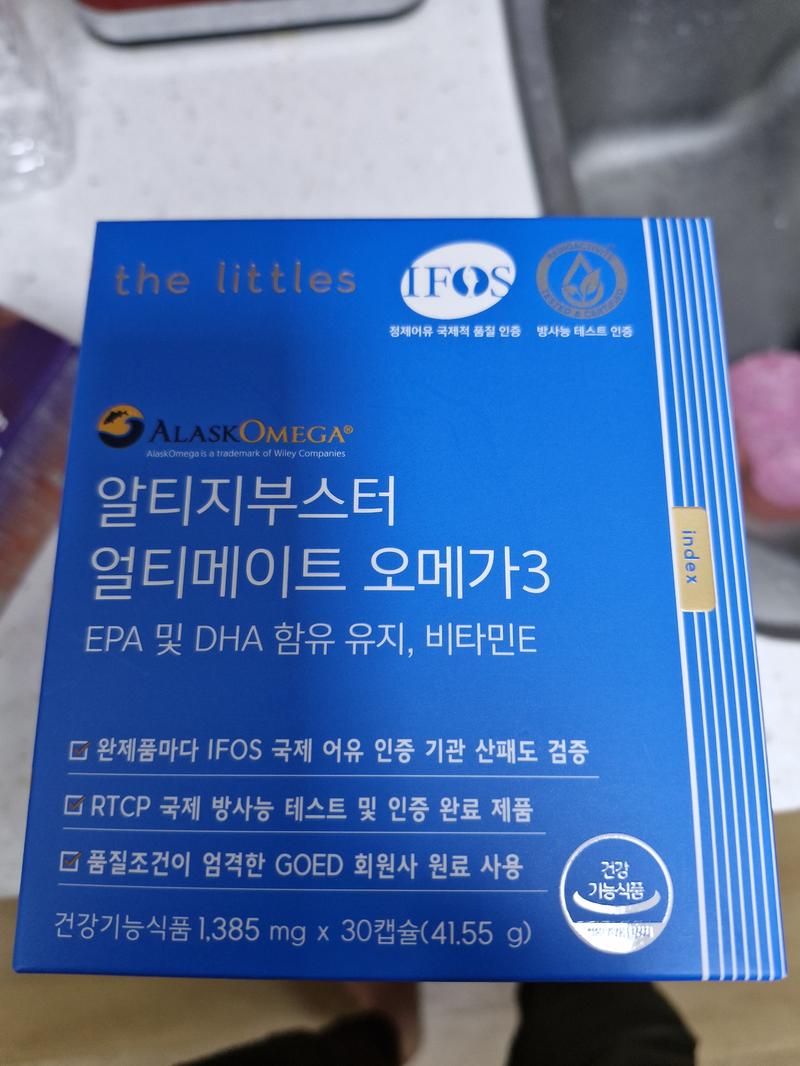 the littles
IFOS
정제어유 국제적 품질 인증
RADIOACTIVITY
TESTED & CERTIFIED
방사능 테스트 인증
ALASKOMEGA®
AlaskOmega is a trademark of Wiley Companies
알티지부스터
얼티메이트 오메가3
EPA 및 DHA 함유 유지, 비타민E
index
완제품마다 IFOS 국제 어유 인증 기관 산패도 검증
RTCP 국제 방사능 테스트 및 인증 완료 제품
품질조건이 엄격한 GOED 회원사 원료 사용
건강
기능식품
건강기능식품 1,385 mg x 30캡슐(41.55 g)